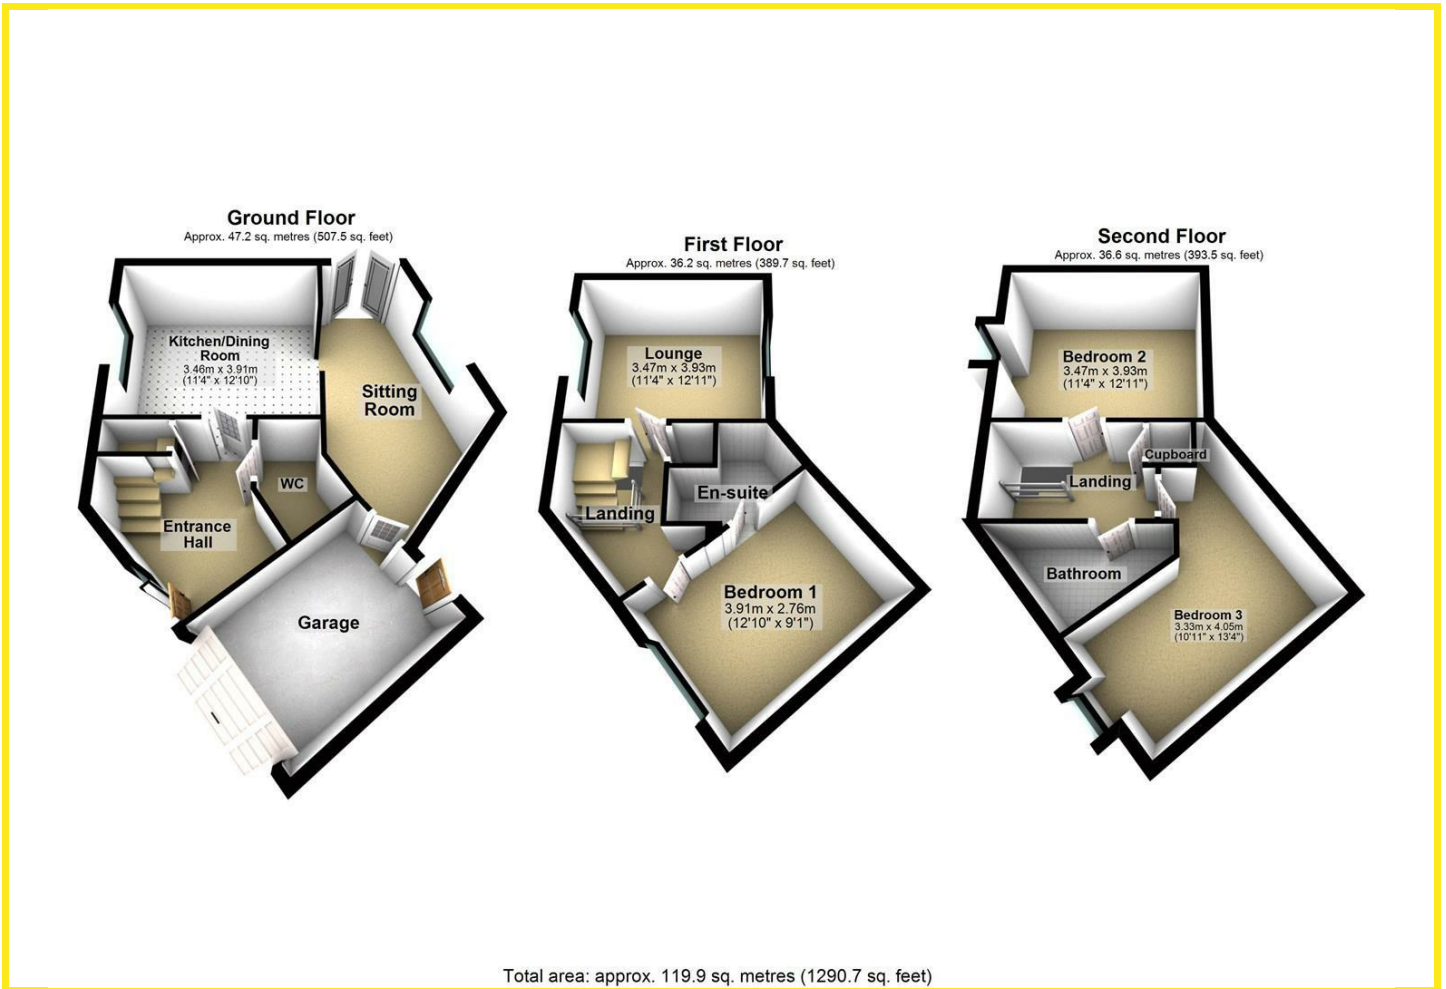 Ground Floor
Approx. 47.2 sq. metres (507.5 sq. feet)
Kitchen/Dining
Room
3.46m x 3.91m
(11'4" x 12'10")
Sitting
Room
WC
Entrance
Hall
Garage
First Floor
Approx. 36.2 sq. metres (389.7 sq. feet)
Lounge
3.47m x 3.93m
(11'4" x 12'11")
En-suite
Landing
Bedroom 1
3.91m x 2.76m
(12'10" x 9'1")
Second Floor
Approx. 36.6 sq. metres (393.5 sq. feet)
Bedroom 2
3.47m x 3.93m
(11'4" x 12'11")
Cupboard
Landing
Bathroom
Bedroom 3
3.33m x 4.05m
(10'11" x 13'4")
Total area: approx. 119.9 sq. metres (1290.7 sq. feet)